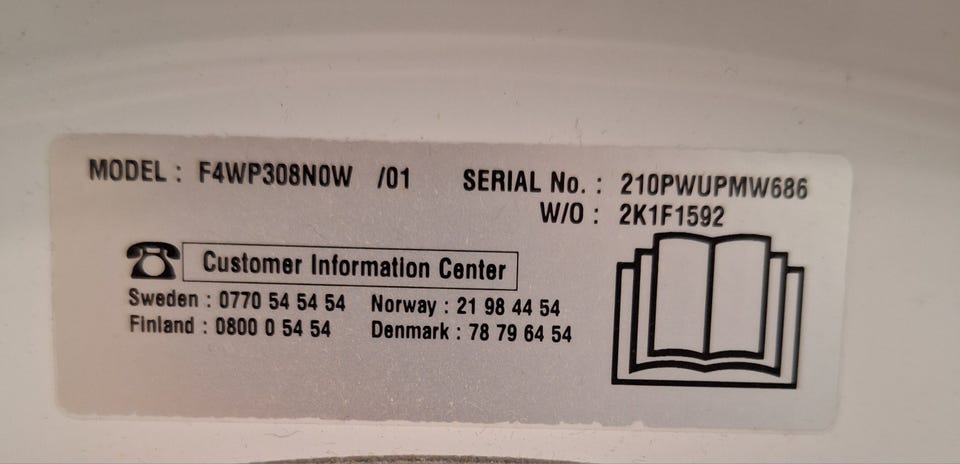 MODEL : F4WP308N0W /01 SERIAL No. : 210PWUPMW686
W/O : 2K1F1592
Customer Information Center
Sweden : 0770 54 54 54 Norway : 21 98 44 54
Finland : 0800 0 54 54 Denmark : 78 79 64 54